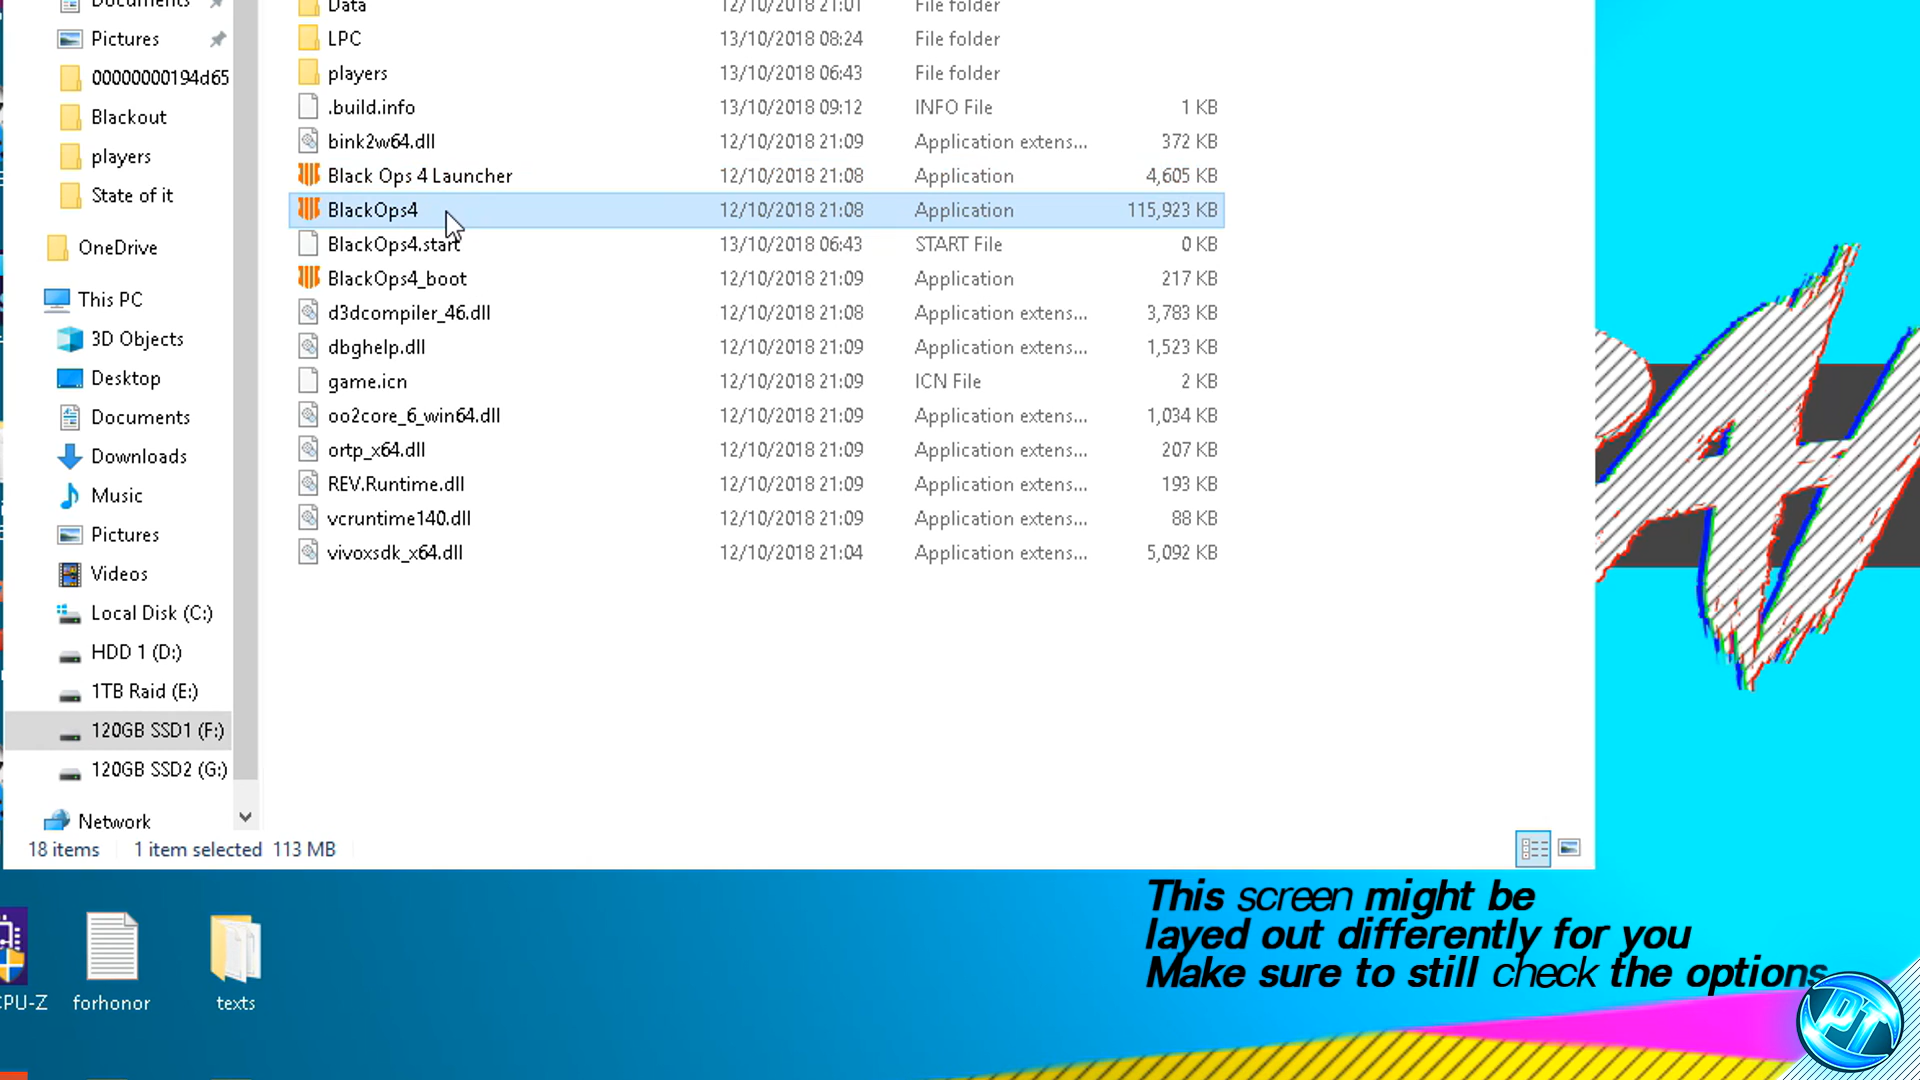 Documents
Data 12/10/2018 21:01 File folder
Pictures
LPC 13/10/2018 08:24 File folder
00000000194d65
players 13/10/2018 06:43 File folder
Blackout
.build.info 13/10/2018 09:12 INFO File 1 KB
players
bink2w64.dll 12/10/2018 21:09 Application extens... 372 KB
State of it
Black Ops 4 Launcher 12/10/2018 21:08 Application 4,605 KB
BlackOps4 12/10/2018 21:08 Application 115,923 KB
OneDrive
BlackOps4.start 13/10/2018 06:43 START File 0 KB
This PC
BlackOps4_boot 12/10/2018 21:09 Application 217 KB
3D Objects
d3dcompiler_46.dll 12/10/2018 21:08 Application extens... 3,783 KB
Desktop
dbghelp.dll 12/10/2018 21:09 Application extens... 1,523 KB
Documents
game.icn 12/10/2018 21:09 ICN File 2 KB
Downloads
oo2core_6_win64.dll 12/10/2018 21:09 Application extens... 1,034 KB
Music
ortp_x64.dll 12/10/2018 21:09 Application extens... 207 KB
Pictures
REV.Runtime.dll 12/10/2018 21:09 Application extens... 193 KB
Videos
vcruntime140.dll 12/10/2018 21:09 Application extens... 88 KB
Local Disk (C:)
vivoxsdk_x64.dll 12/10/2018 21:04 Application extens... 5,092 KB
HDD 1 (D:)
1TB Raid (E:)
120GB SSD1 (F:)
120GB SSD2 (G:)
Network
18 items 1 item selected 113 MB
This screen might be
layed out differently for you
Make sure to still check the options
CPU-Z
forhonor
texts
PT